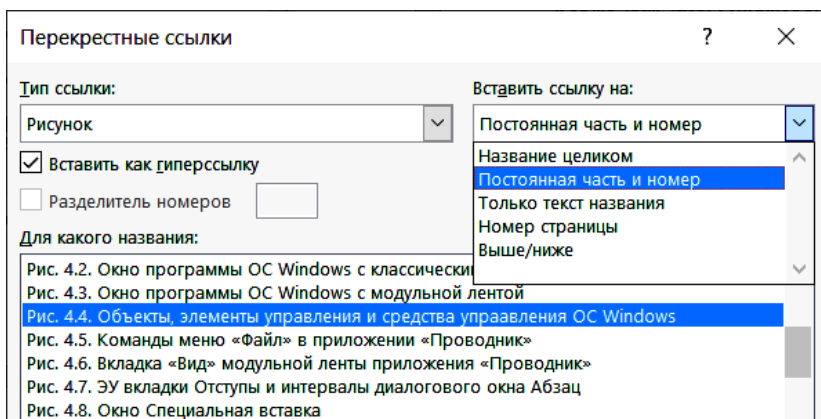 Перекрестные ссылки
Тип ссылки:
Вставить ссылку на:
Рисунок
Постоянная часть и номер
Вставить как гиперссылку
Разделитель номеров
Название целиком
Постоянная часть и номер
Только текст названия
Номер страницы
Выше/ниже
Для какого названия:
Рис. 4.2. Окно программы ОС Windows с классически
Рис. 4.3. Окно программы ОС Windows с модульной лентой
Рис. 4.4. Объекты, элементы управления и средства упраавления ОС Windows
Рис. 4.5. Команды меню «Файл» в приложении «Проводник»
Рис. 4.6. Вкладка «Вид» модульной ленты приложения «Проводник»
Рис. 4.7. ЭУ вкладки Отступы и интервалы диалогового окна Абзац
Рис. 4.8. Окно Специальная вставка